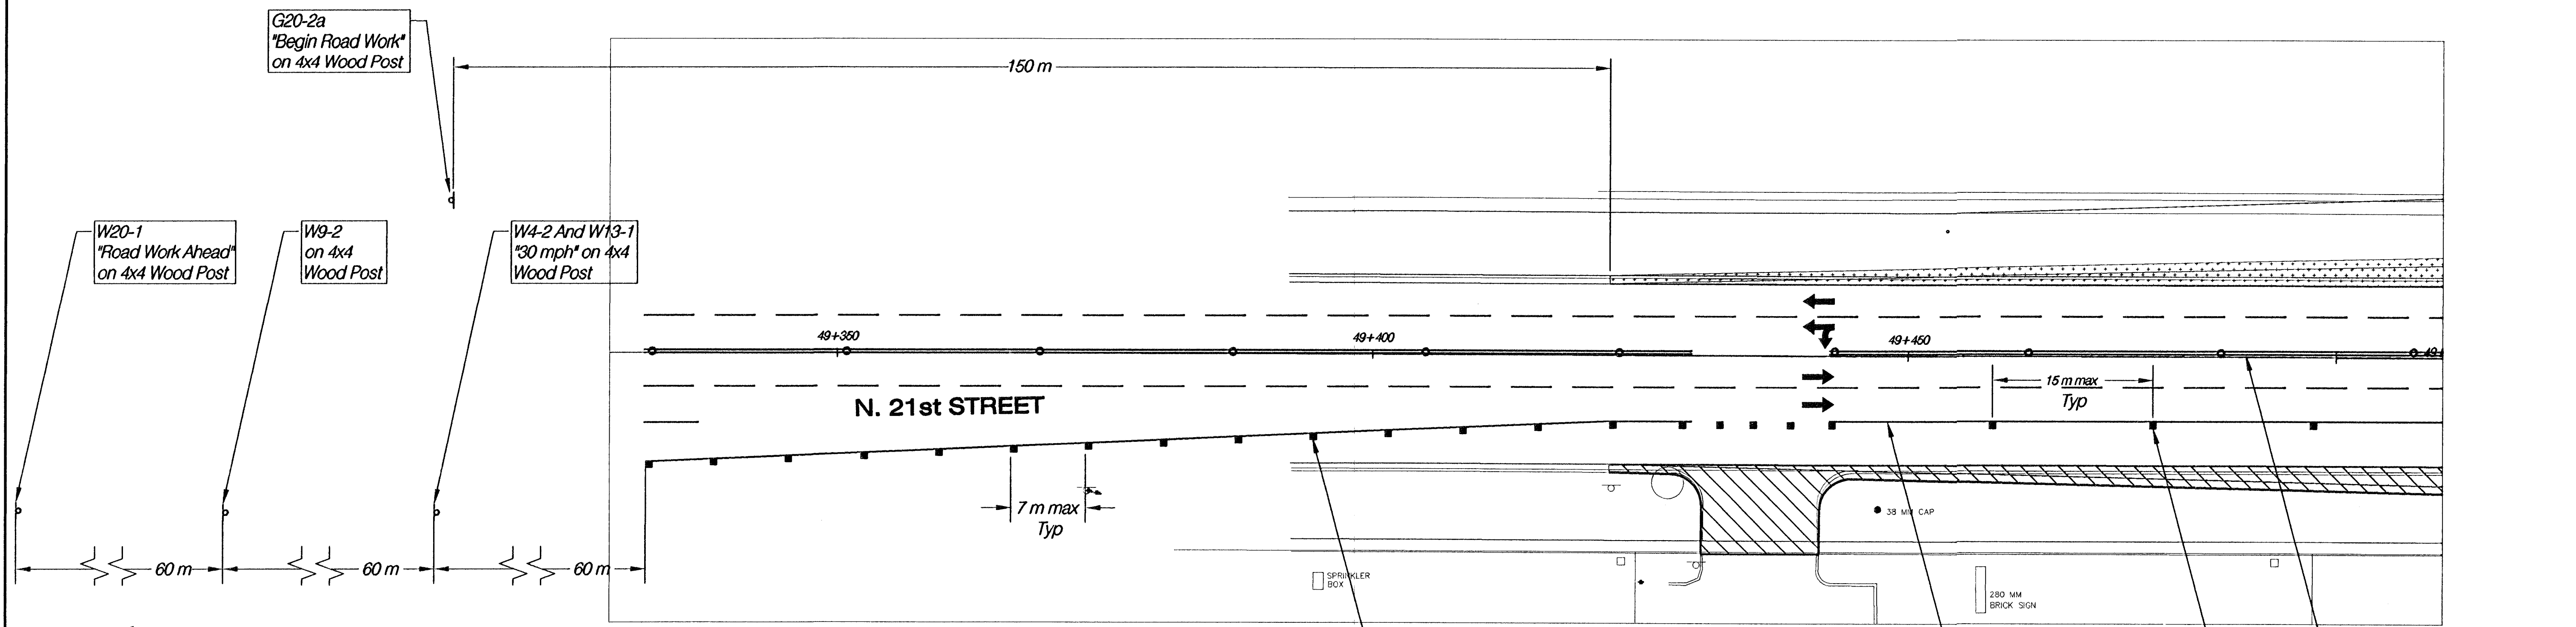 G20-2a
"Begin Road Work"
on 4x4 Wood Post
150 m
W20-1
"Road Work Ahead"
on 4x4 Wood Post
W9-2
on 4x4
Wood Post
W4-2 And W13-1
"30 mph" on 4x4
Wood Post
49+350
49+400
49+450
15 m max
Typ
N. 21st STREET
7 m max
Typ
38 MM CAP
60 m
60 m
60 m
SPRINKLER
BOX
280 MM
BRICK SIGN